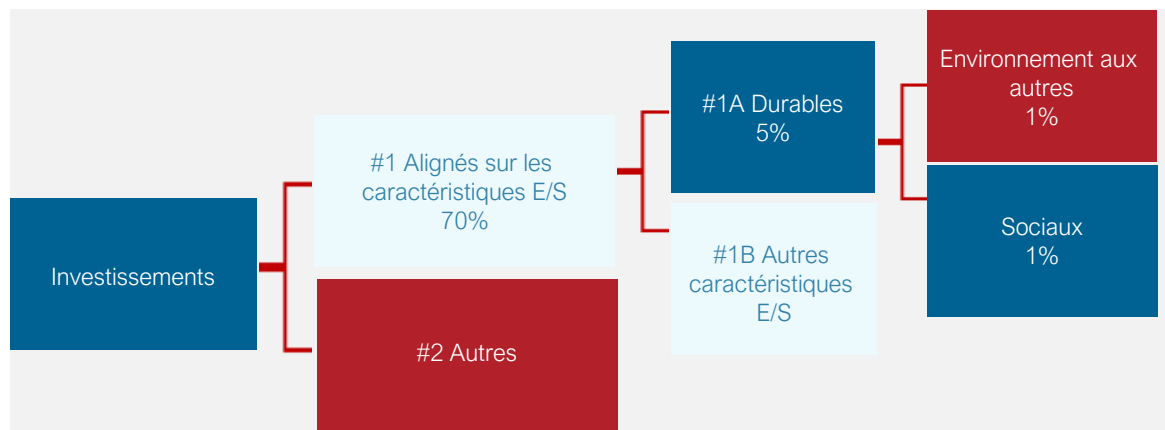 Investissements
#1 Alignés sur les
caractéristiques E/S
70%
#2 Autres
#1A Durables
5%
#1B Autres
caractéristiques
E/S
Environnement aux
autres
1%
Sociaux
1%